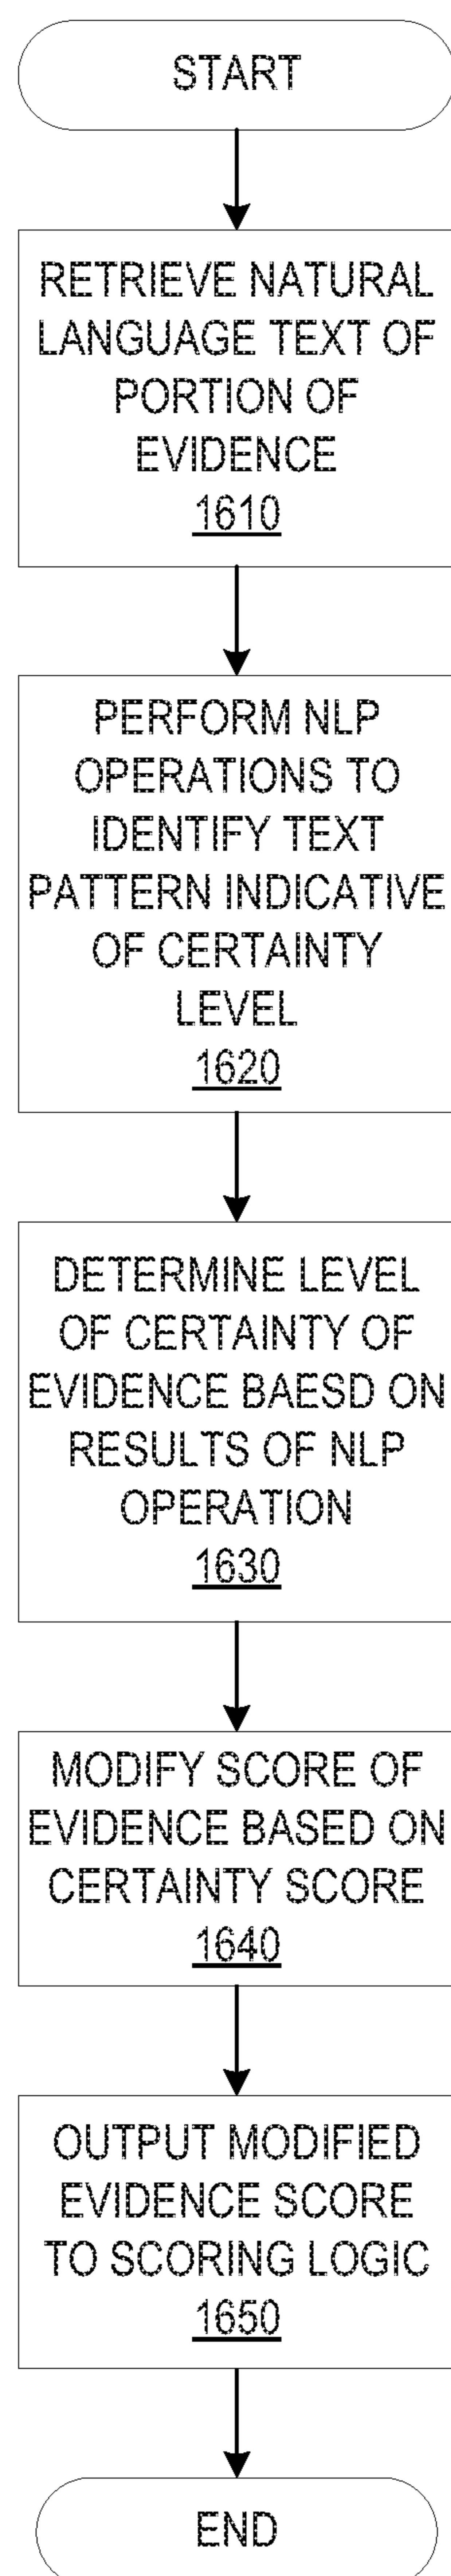 START
RETRIEVE NATURAL
LANGUAGE TEXT OF
PORTION OF
EVIDENCE
1610
PERFORM NLP
OPERATIONS TO
IDENTIFY TEXT
PATTERN INDICATIVE
OF CERTAINTY
LEVEL
1620
DETERMINE LEVEL
OF CERTAINTY OF
EVIDENCE BAESD ON
RESULTS OF NLP
OPERATION
1630
MODIFY SCORE OF
EVIDENCE BASED ON
CERTAINTY SCORE
1640
OUTPUT MODIFIED
EVIDENCE SCORE
TO SCORING LOGIC
1650
END